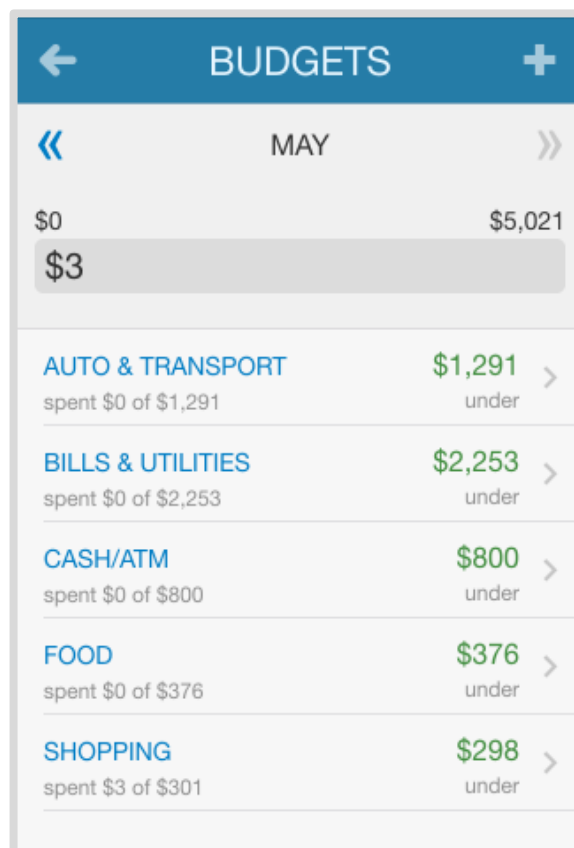 BUDGETS
MAY
$0 $5,021
$3
AUTO & TRANSPORT $1,291
spent $0 of $1,291 under
BILLS & UTILITIES $2,253
spent $0 of $2,253 under
CASH/ATM $800
spent $0 of $800 under
FOOD $376
spent $0 of $376 under
SHOPPING $298
spent $3 of $301 under